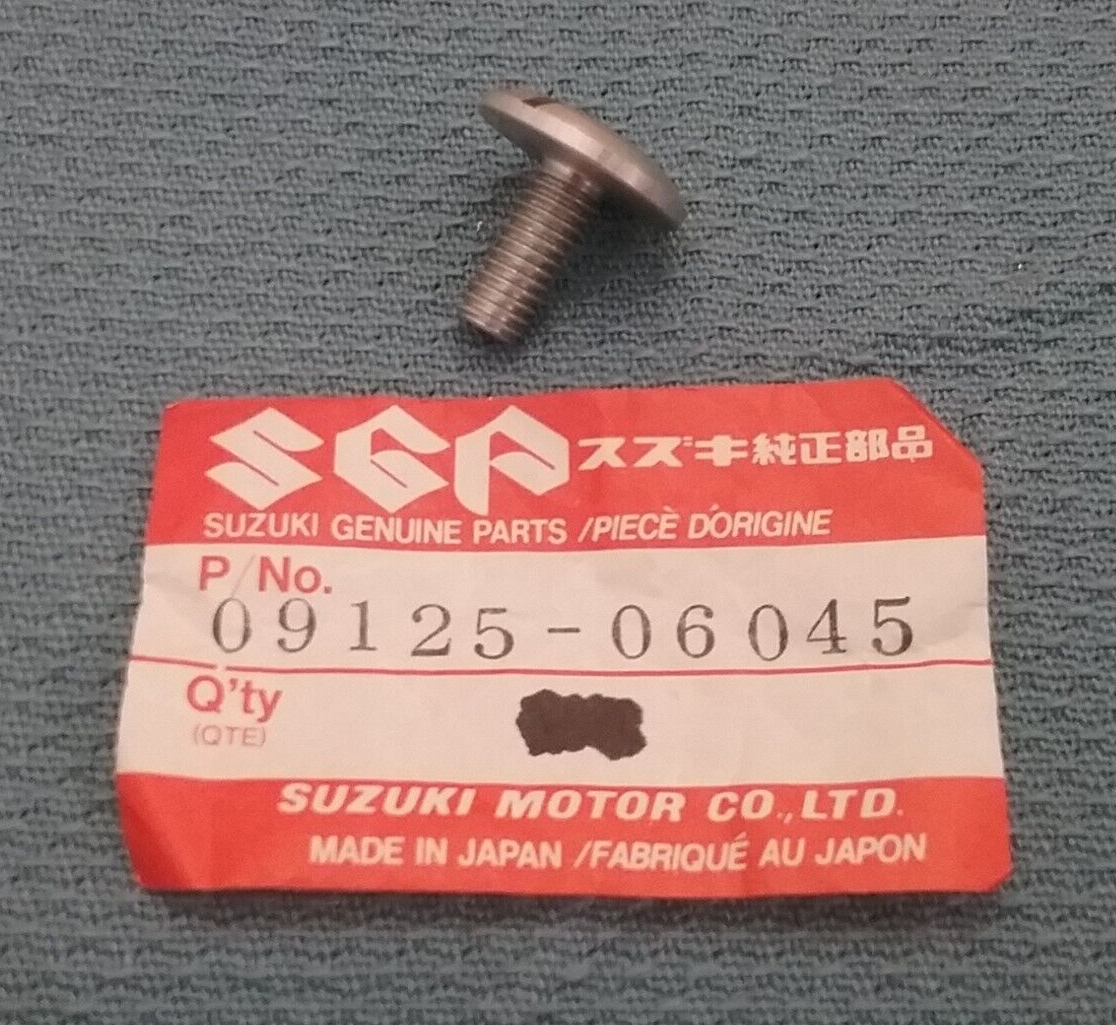 SGP スズキ純正部品
SUZUKI GENUINE PARTS /PIECÈ D'ORIGINE
P/No.
09125-06045
Q'ty
(QTE)
SUZUKI MOTOR CO.,LTD.
MADE IN JAPAN /FABRIQUÉ AU JAPON